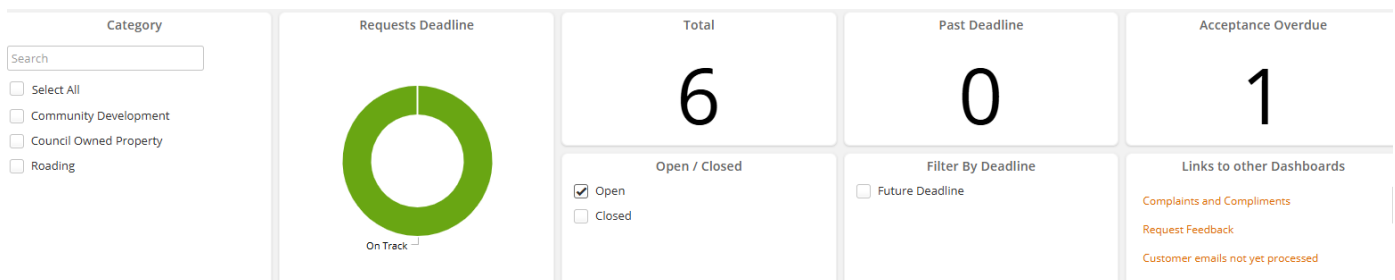 Category
Search
Select All
Community Development
Council Owned Property
Roading
Requests Deadline
On Track
Total
6
Past Deadline
0
Acceptance Overdue
1
Open / Closed
Open
Closed
Filter By Deadline
Future Deadline
Links to other Dashboards
Complaints and Compliments
Request Feedback
Customer emails not yet processed